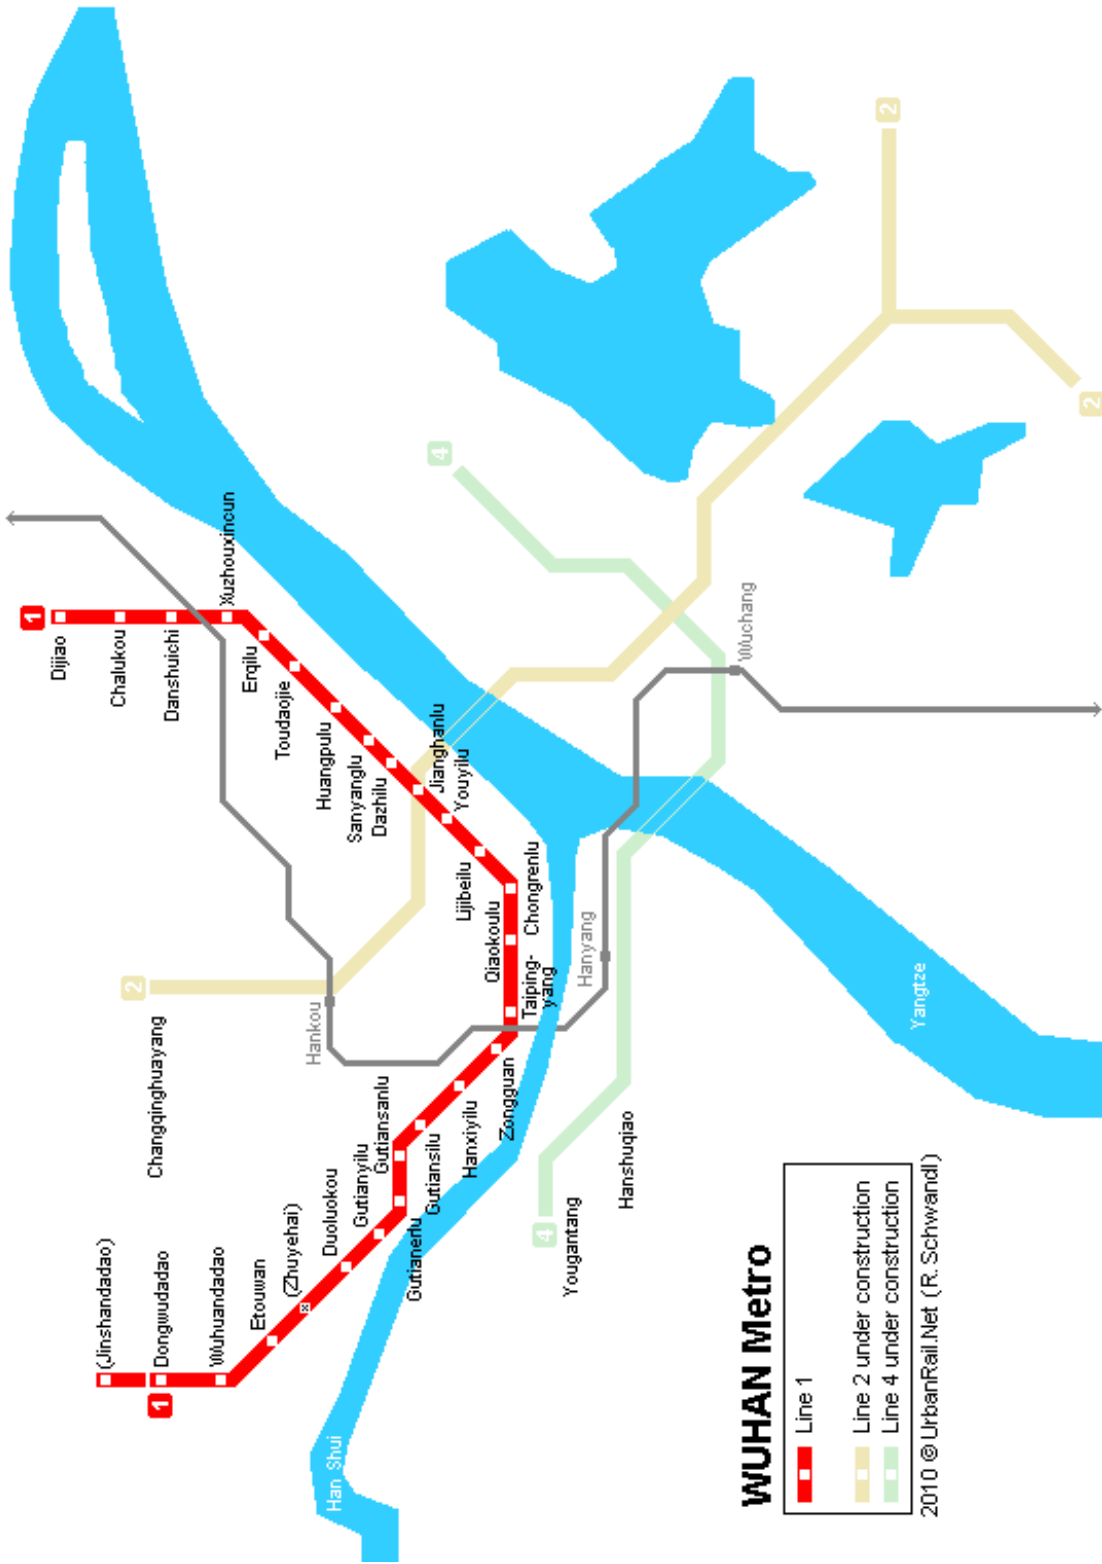 WUHAN Metro
Line 1
Line 2 under construction
Line 4 under construction
2010 © UrbanRail.Net (R. Schwandl)
(Jinshandadao)
Dongwudadao
1
Wuhuandadao
Etouwan
(Zhuyehai)
Duoluokou
Gutianyilu
Gutianerlu
Gutiansanlu
Gutiansilu
Hanxiyilu
Zongguan
Taiping-
yang
Qiaokoulu
Chongrenlu
Lijibeilu
Youyilu
Jianghanlu
Dazhilu
Sanyanglu
Huangpulu
Toudaojie
Erqilu
Xuzhouxincun
Danshuichi
Chalukou
Dijiao
1
2
Changqinghuayang
2
2
4
Yougantang
Hanshuqiao
4
Hankou
Hanyang
Wuchang
Han Shui
Yangtze